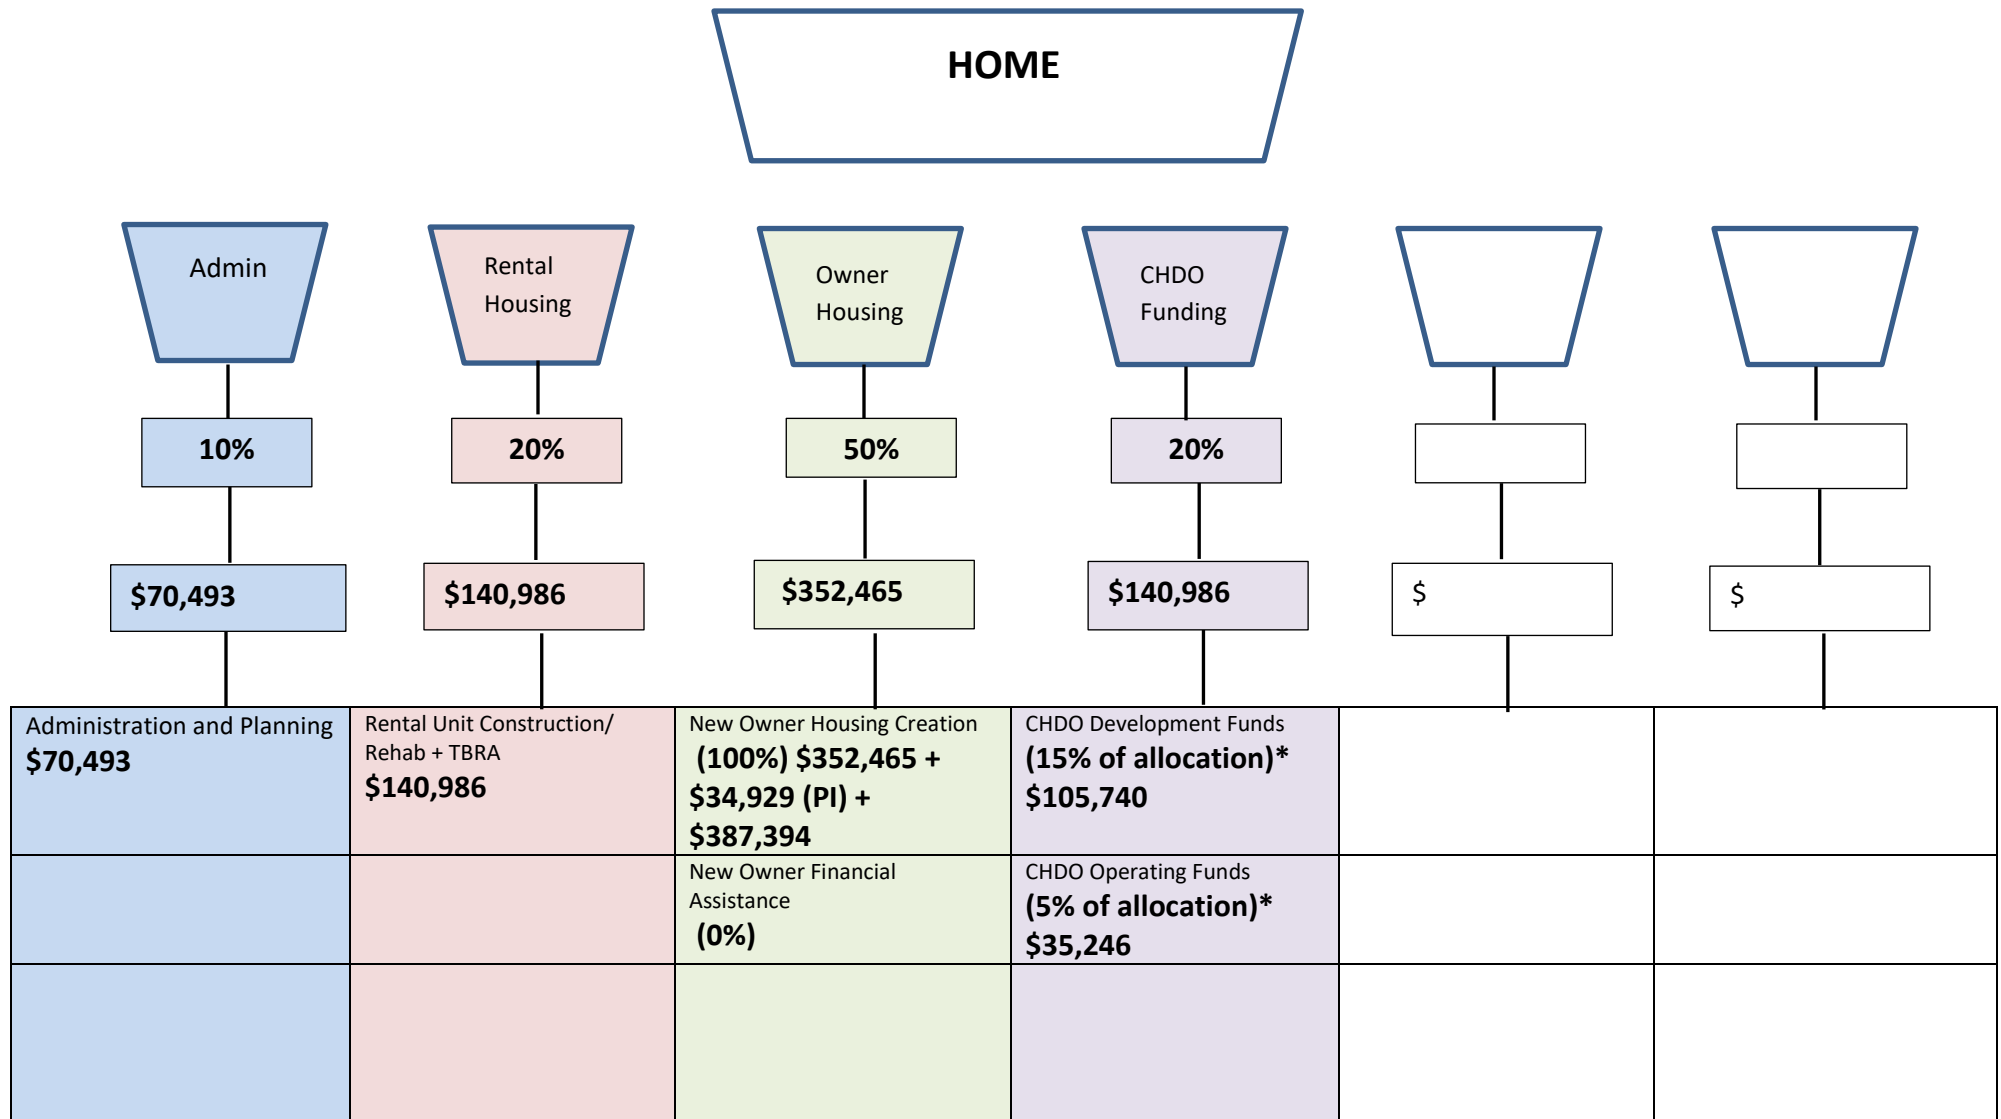 HOME
Admin
Rental
Housing
Owner
Housing
CHDO
Funding
10%
20%
50%
20%
$70,493
$140,986
$352,465
$140,986
$
$
Administration and Planning
$70,493
Rental Unit Construction/
Rehab + TBRA
$140,986
New Owner Housing Creation
(100%) $352,465 +
$34,929 (PI) +
$387,394
CHDO Development Funds
(15% of allocation)*
$105,740
New Owner Financial
Assistance
(0%)
CHDO Operating Funds
(5% of allocation)*
$35,246